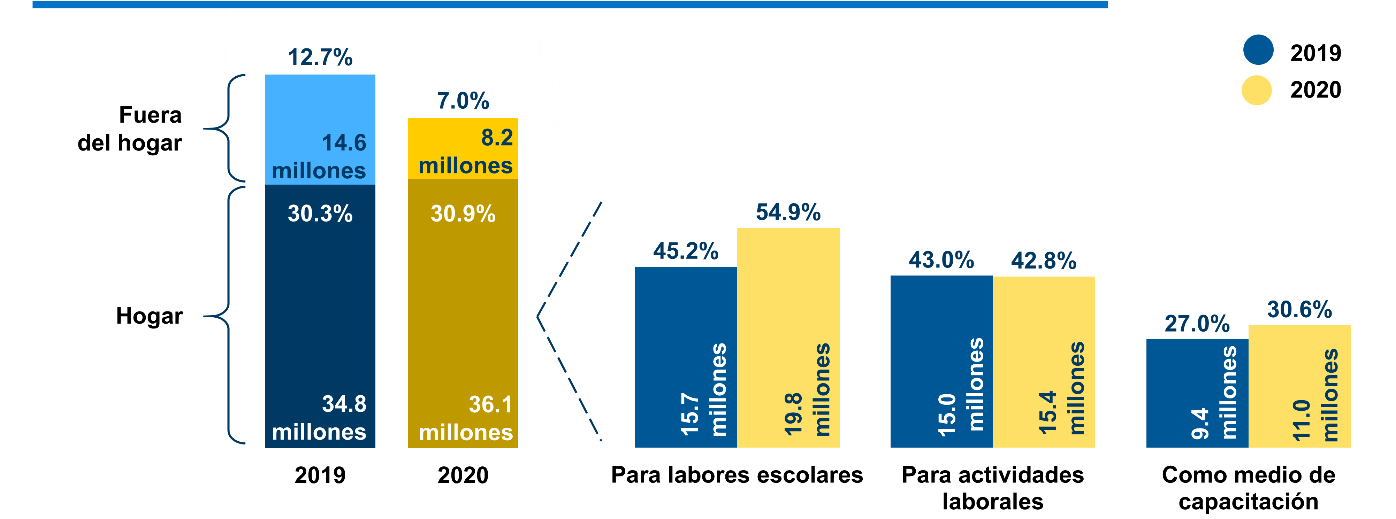 2019
2020
12.7%
7.0%
Fuera
del hogar
14.6
millones
8.2
millones
30.3%
30.9%
Hogar
34.8
millones
36.1
millones
2019
2020
45.2%
54.9%
15.7
millones
19.8
millones
Para labores escolares
43.0%
42.8%
15.0
millones
15.4
millones
Para actividades
laborales
27.0%
30.6%
9.4
millones
11.0
millones
Como medio de
capacitación